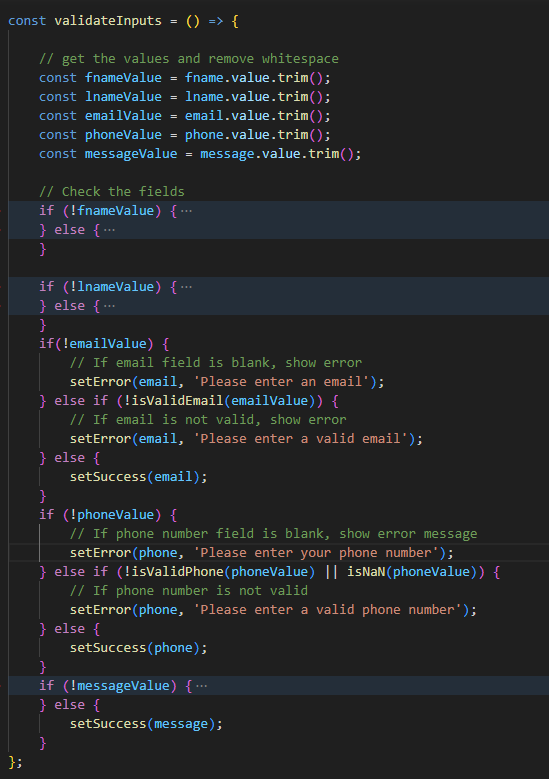 const validateInputs = () => {
// get the values and remove whitespace
const fnameValue = fname.value.trim();
const lnameValue = lname.value.trim();
const emailValue = email.value.trim();
const phoneValue = phone.value.trim();
const messageValue = message.value.trim();
// Check the fields
if (!fnameValue) {···
} else {···
}
if (!lnameValue) {···
} else {···
}
if(!emailValue) {
// If email field is blank, show error
setError(email, 'Please enter an email');
} else if (!isValidEmail(emailValue)) {
// If email is not valid, show error
setError(email, 'Please enter a valid email');
} else {
setSuccess(email);
}
if (!phoneValue) {
// If phone number field is blank, show error message
setError(phone, 'Please enter your phone number');
} else if (!isValidPhone(phoneValue) || isNaN(phoneValue)) {
// If phone number is not valid
setError(phone, 'Please enter a valid phone number');
} else {
setSuccess(phone);
}
if (!messageValue) {···
} else {
setSuccess(message);
}
};